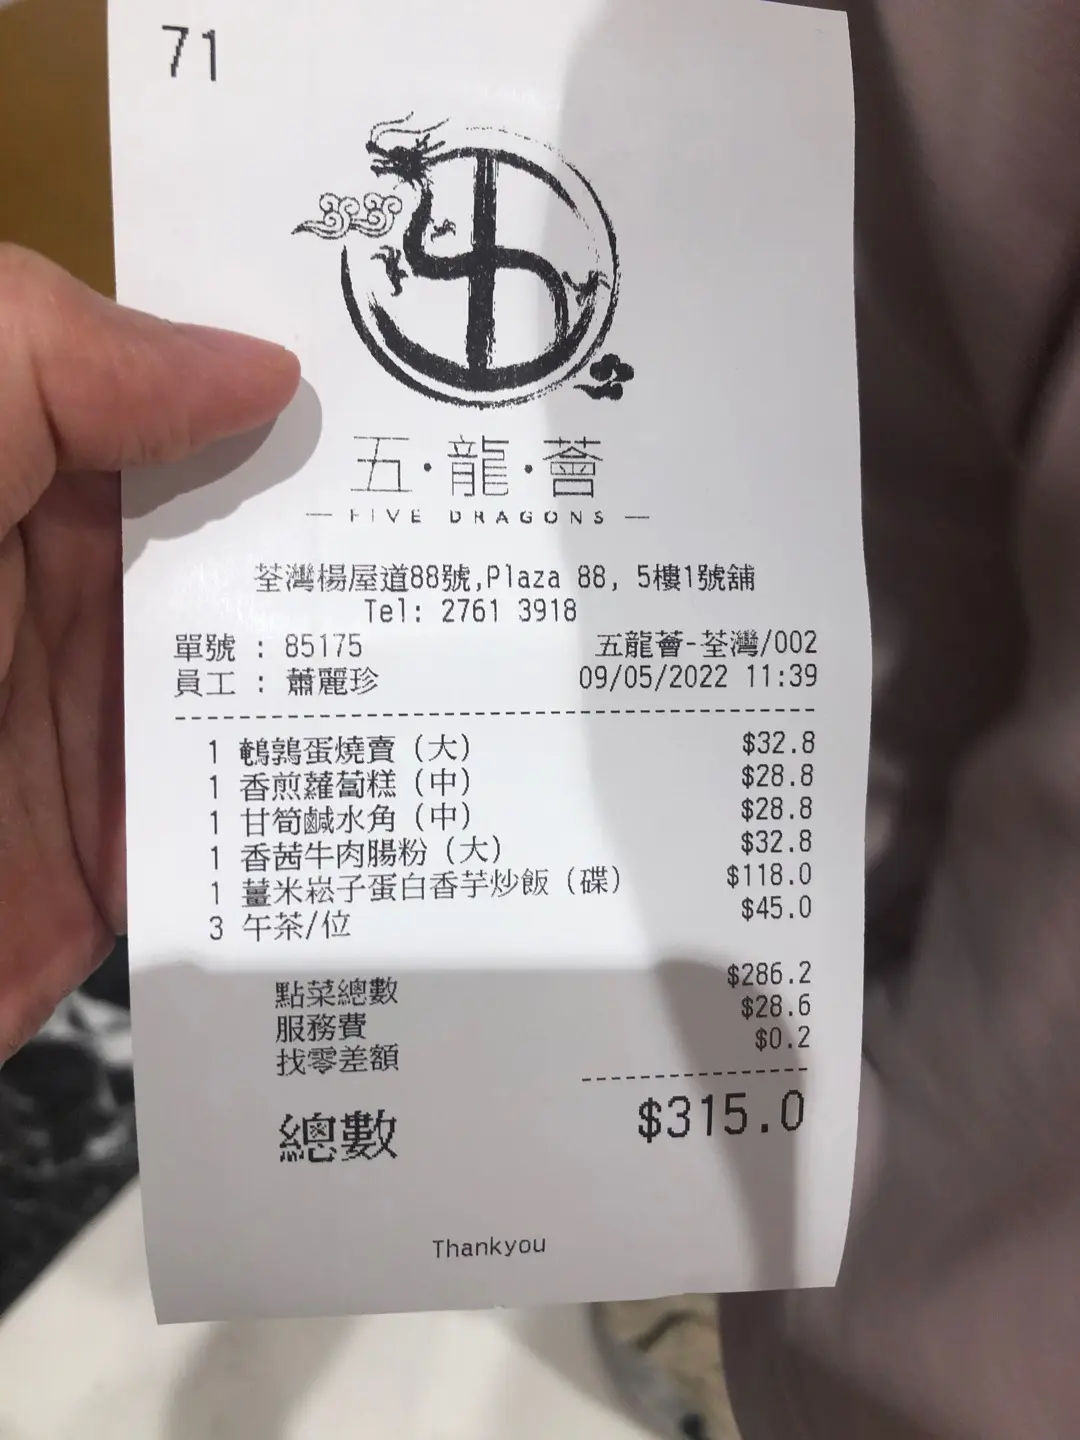 71
五·龍·薈
FIVE DRAGONS
荃灣楊屋道88號,Plaza 88, 5樓1號舖
Tel: 2761 3918
單號 : 85175 五龍薈-荃灣/002
員工 : 蕭麗珍 09/05/2022 11:39
1 鵪鶉蛋燒賣（大） $32.8
1 香煎蘿蔔糕（中） $28.8
1 甘筍鹹水角（中） $28.8
1 香茜牛肉腸粉（大） $32.8
1 薑米崧子蛋白香芋炒飯（碟） $118.0
3 午茶/位 $45.0
點菜總數 $286.2
服務費 $28.6
找零差額 $0.2
總數 $315.0
Thankyou